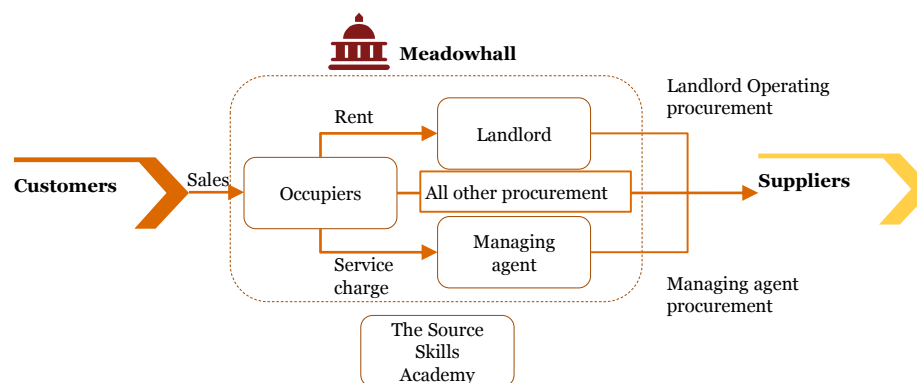 Meadowhall
Landlord Operating
procurement
Rent
Landlord
Customers
Sales
Occupiers
All other procurement
Suppliers
Managing
agent
Service
charge
Managing agent
procurement
The Source
Skills
Academy